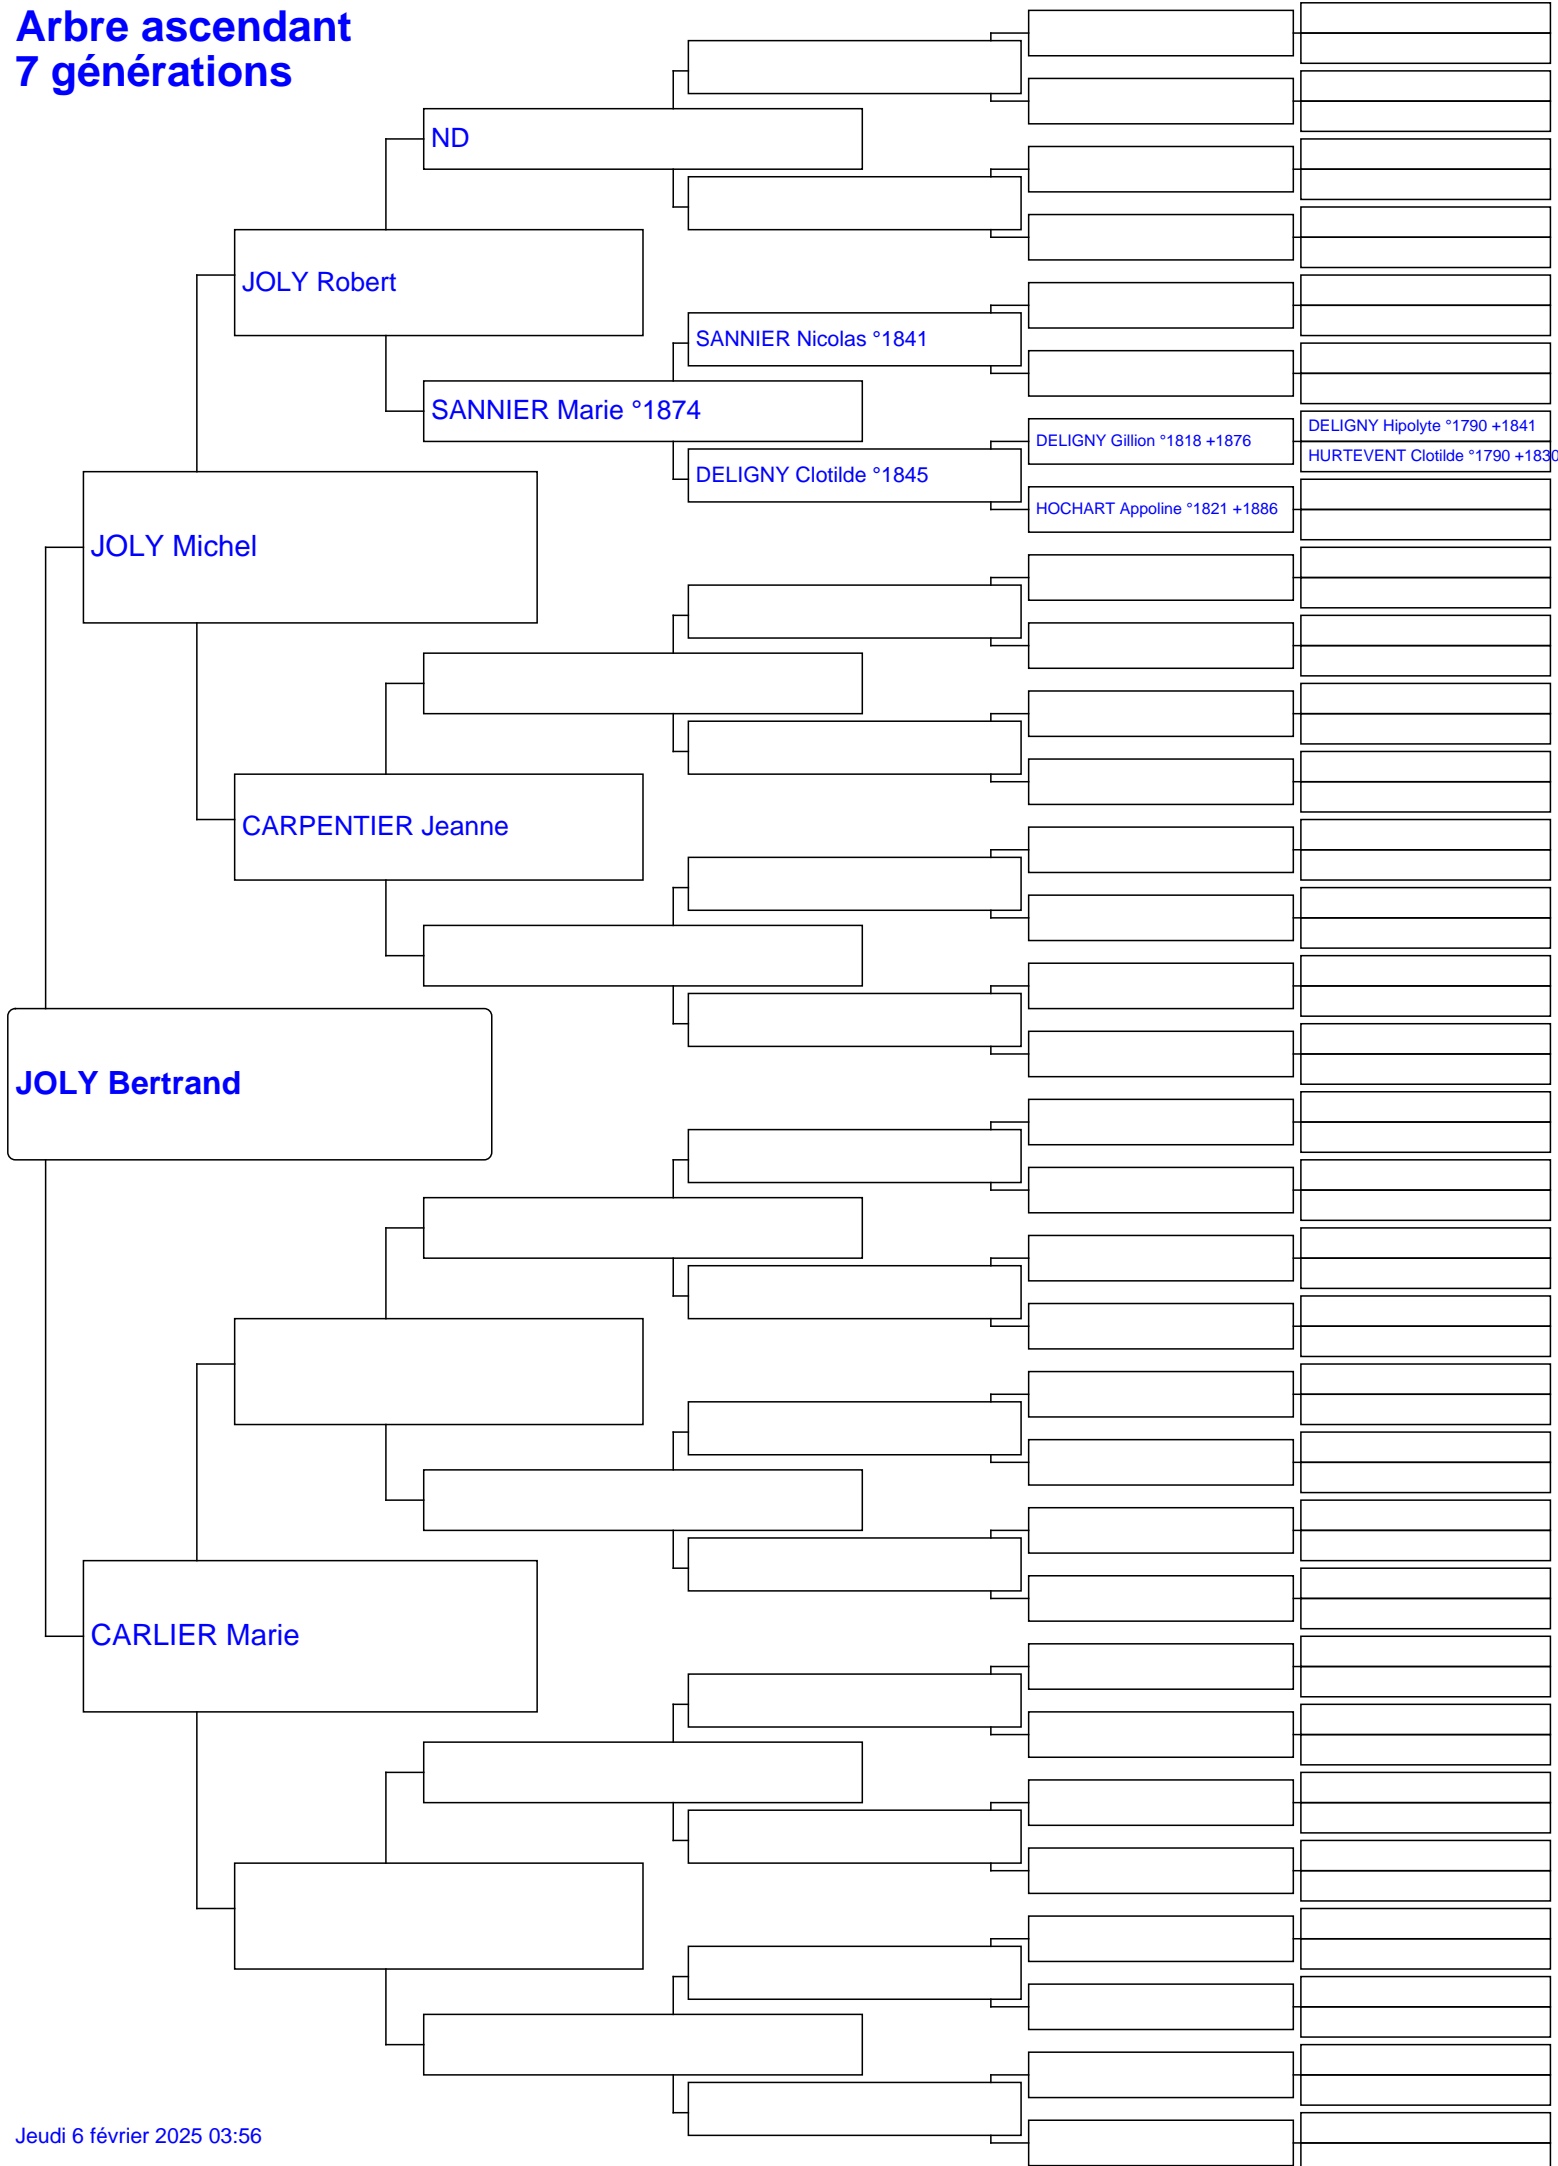 Arbre ascendant
7 générations
ND
JOLY Robert
SANNIER Nicolas °1841
SANNIER Marie °1874
DELIGNY Hipolyte °1790 +1841
DELIGNY Gillion °1818 +1876
HURTEVENT Clotilde °1790 +1830
DELIGNY Clotilde °1845
HOCHART Appoline °1821 +1886
JOLY Michel
CARPENTIER Jeanne
JOLY Bertrand
CARLIER Marie
Jeudi 6 février 2025 03:56